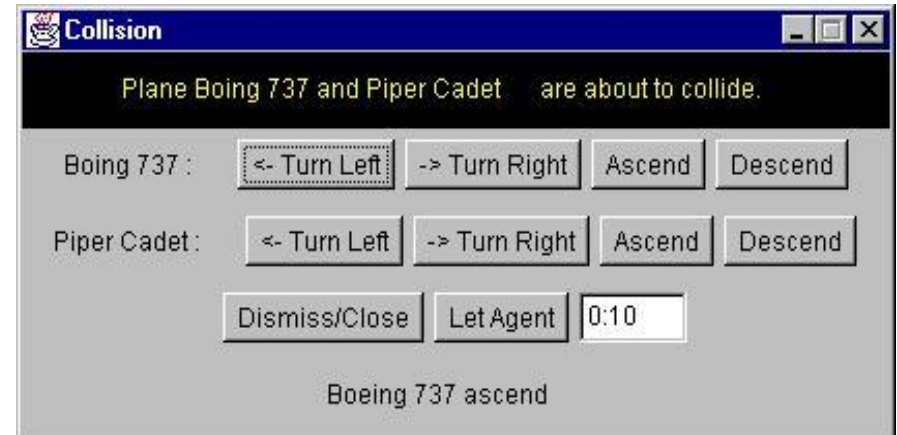 Collision
Plane Boing 737 and Piper Cadet are about to collide.
Boing 737 : <- Turn Left -> Turn Right Ascend Descend
Piper Cadet : <- Turn Left -> Turn Right Ascend Descend
Dismiss/Close Let Agent 0:10
Boeing 737 ascend